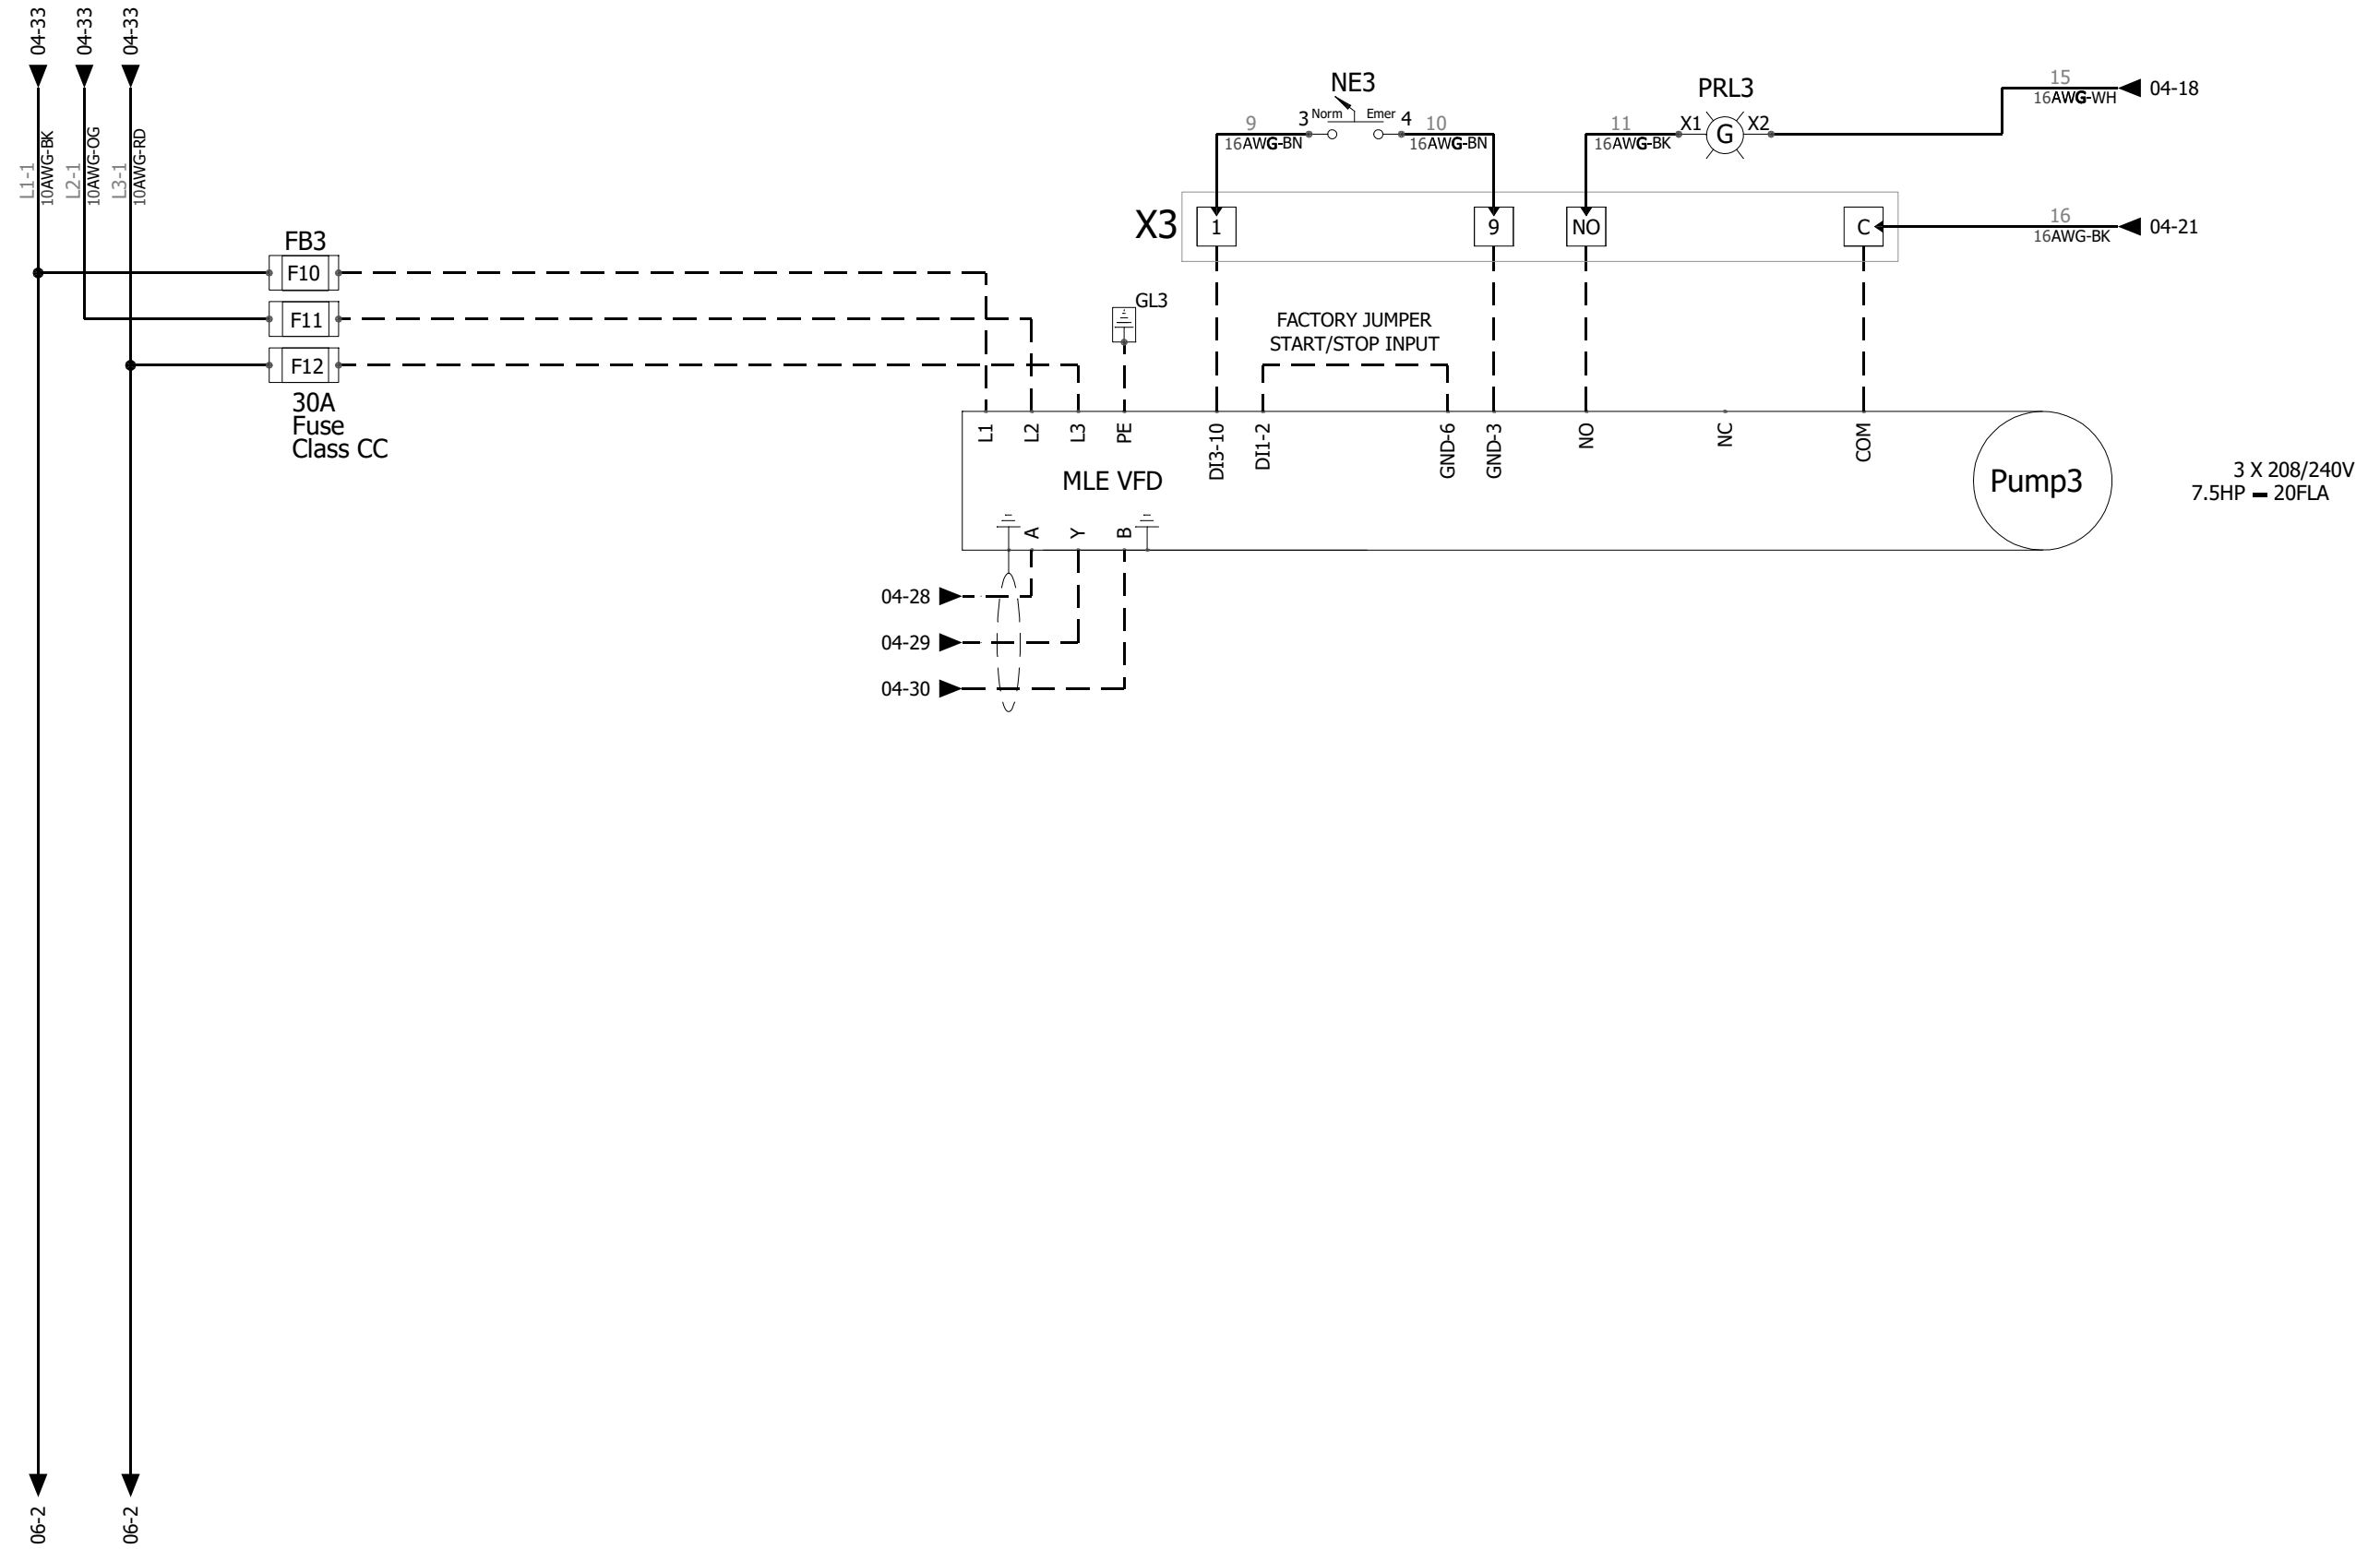 04-33
04-33
04-33
L1-1
10AWG-BK
L2-1
10AWG-OG
L3-1
10AWG-RD
FB3
F10
F11
F12
30A
Fuse
Class CC
NE3
3 Norm Emer 4
9
16AWG-BN
10
16AWG-BN
PRL3
11
16AWG-BK
X1 G X2
15
16AWG-WH
04-18
X3
1
9
NO
C
16
16AWG-BK
04-21
GL3
FACTORY JUMPER
START/STOP INPUT
L1
L2
L3
PE
DI3-10
DI1-2
GND-6
GND-3
NO
NC
COM
MLE VFD
Pump3
3 X 208/240V
7.5HP - 20FLA
A
Y
B
04-28
04-29
04-30
06-2
06-2